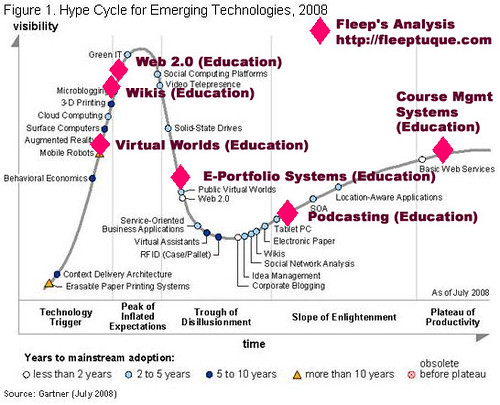 Figure 1. Hype Cycle for Emerging Technologies, 2008
visibility
Fleep's Analysis
http://fleeptuque.com
Green IT
Web 2.0 (Education)
Social Computing Platforms
Video Telepresence
Microblogging
Wikis (Education)
3-D Printing
Cloud Computing
Surface Computers
Solid-State Drives
Augmented Reality
Virtual Worlds (Education)
Mobile Robots
Course Mgmt
Systems
(Education)
Basic Web Services
Behavioral Economics
E-Portfolio Systems (Education)
Public Virtual Worlds
Web 2.0
Location-Aware Applications
SOA
Podcasting (Education)
Service-Oriented
Business Applications
Tablet PC
Virtual Assistants
Electronic Paper
RFID (Case/Pallet)
Wikis
Social Network Analysis
Idea Management
Corporate Blogging
Context Delivery Architecture
Erasable Paper Printing Systems
As of July 2008
Technology
Trigger
Peak of
Inflated
Expectations
Trough of
Disillusionment
Slope of Enlightenment
Plateau of
Productivity
time
Years to mainstream adoption:
less than 2 years
2 to 5 years
5 to 10 years
more than 10 years
obsolete
before plateau
Source: Gartner (July 2008)